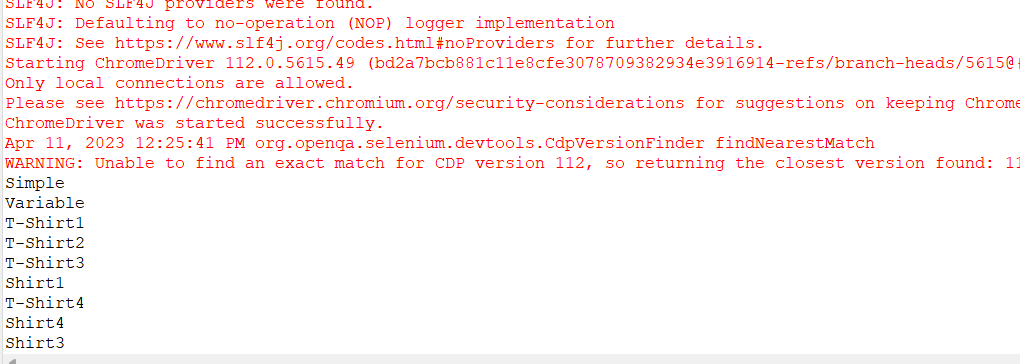 SLF4J: No SLF4J providers were found.
SLF4J: Defaulting to no-operation (NOP) logger implementation
SLF4J: See https://www.slf4j.org/codes.html#noProviders for further details.
Starting ChromeDriver 112.0.5615.49 (bd2a7bcb881c11e8cfe3078709382934e3916914-refs/branch-heads/5615@
Only local connections are allowed.
Please see https://chromedriver.chromium.org/security-considerations for suggestions on keeping Chrome
ChromeDriver was started successfully.
Apr 11, 2023 12:25:41 PM org.openqa.selenium.devtools.CdpVersionFinder findNearestMatch
WARNING: Unable to find an exact match for CDP version 112, so returning the closest version found: 11
Simple
Variable
T-Shirt1
T-Shirt2
T-Shirt3
Shirt1
T-Shirt4
Shirt4
Shirt3